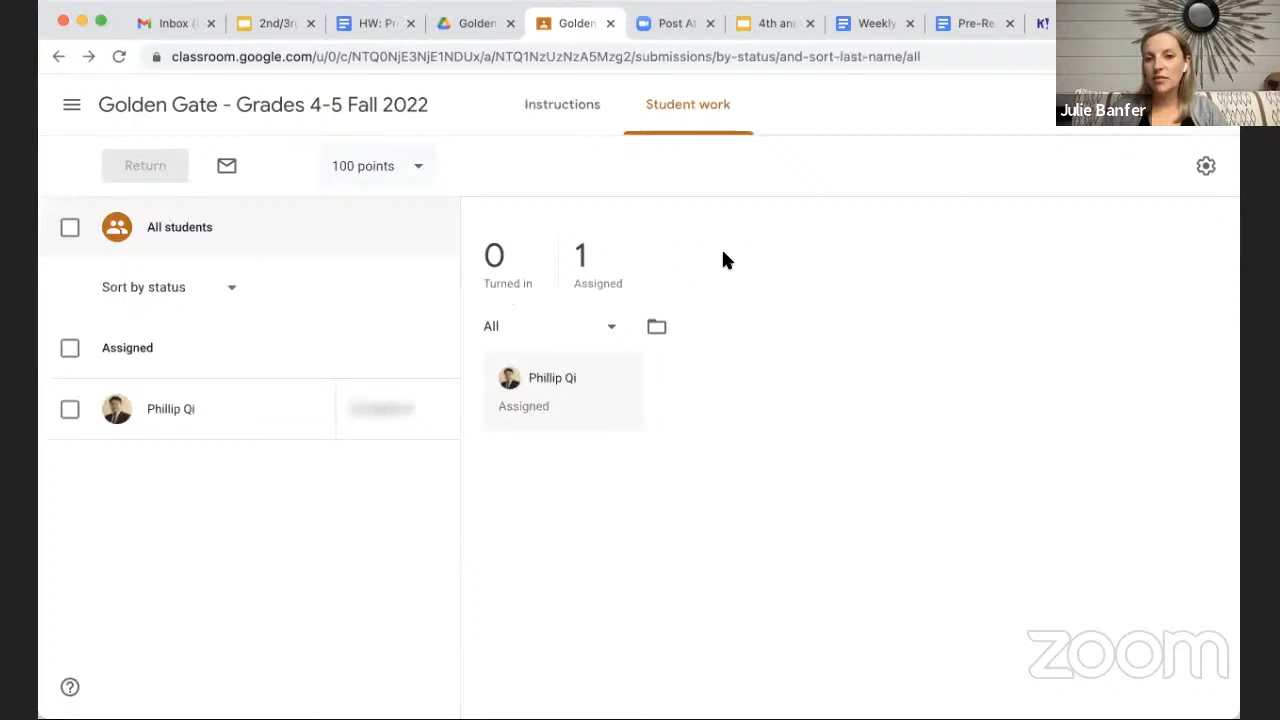 Inbox (
2nd/3r
HW: Pr
Golden
Golden
Post A
4th an
Weekly
Pre-Re
K!
classroom.google.com/u/0/c/NTQ0NjE3NjE1NDUx/a/NTQ1NzUzNzA5Mzg2/submissions/by-status/and-sort-last-name/all
Julie Banfer
Golden Gate - Grades 4-5 Fall 2022
Instructions
Student work
Return
100 points
All students
0
1
Turned in
Assigned
Sort by status
All
Assigned
Phillip Qi
Assigned
Phillip Qi
zoom